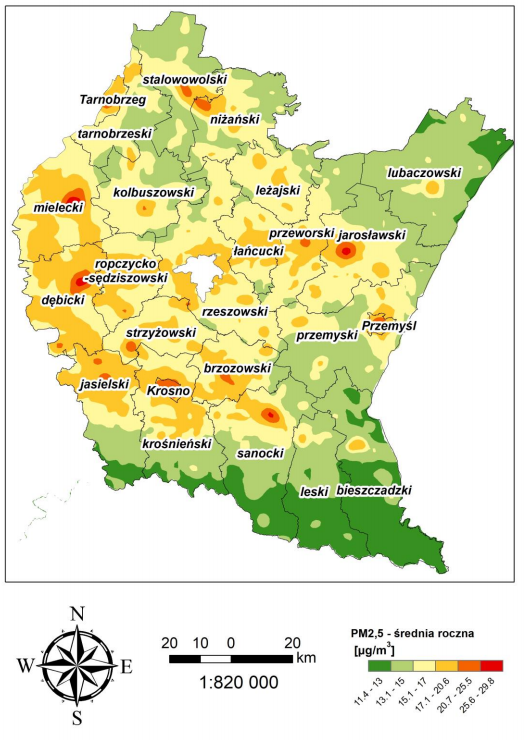 stalowowolski
Tarnobrzeg
niżański
tarnobrzeski
lubaczowski
kolbuszowski
leżajski
mielecki
przeworski
jarosławski
łańcucki
ropczycko
-sędziszowski
dębicki
rzeszowski
Przemyśl
strzyżowski
przemyski
brzozowski
jasielski
Krosno
krośnieński
sanocki
leski
bieszczadzki
N
W
E
S
20 10 0 20
km
1:820 000
PM2,5 - średnia roczna
[µg/m³]
11.4 - 13
13.1 - 15
15.1 - 17
17.1 - 20.6
20.7 - 25.5
25.6 - 29.8